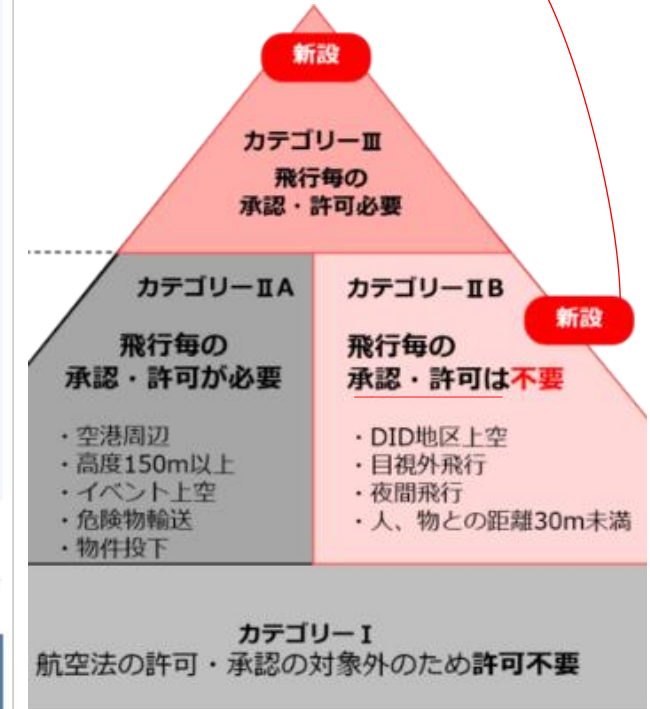 新設
カテゴリーⅢ
飛行毎の
承認・許可必要
カテゴリーⅡA
飛行毎の
承認・許可が必要
・空港周辺
・高度150m以上
・イベント上空
・危険物輸送
・物件投下
カテゴリーⅡB
新設
飛行毎の
承認・許可は不要
・DID地区上空
・目視外飛行
・夜間飛行
・人、物との距離30m未満
カテゴリーⅠ
航空法の許可・承認の対象外のため許可不要